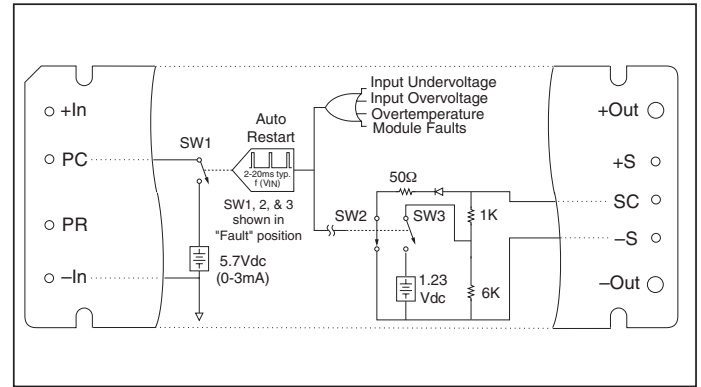 +In
PC
PR
–In
SW1
Auto
Restart
2-20ms typ.
f (VIN)
SW1, 2, & 3
shown in
"Fault" position
5.7Vdc
(0-3mA)
Input Undervoltage
Input Overvoltage
Overtemperature
Module Faults
50Ω
SW2
SW3
1K
1.23
Vdc
6K
+Out
+S
SC
–S
–Out